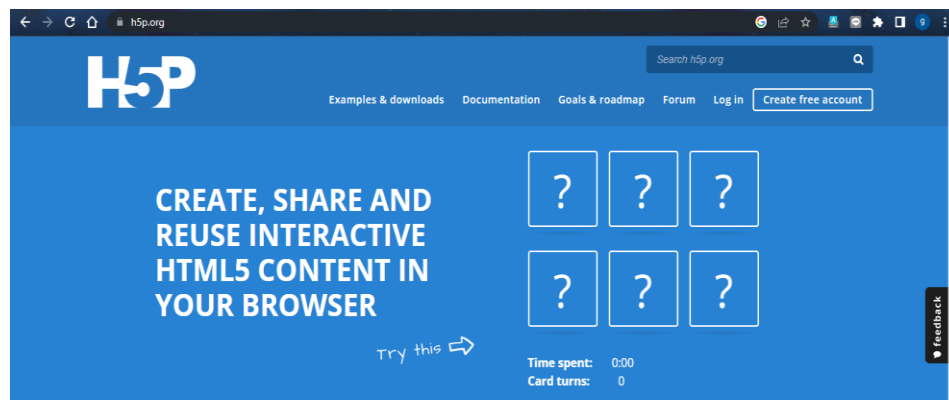 h5p.org
g
H5P
Search h5p.org
Examples & downloads Documentation Goals & roadmap Forum Log in Create free account
CREATE, SHARE AND
REUSE INTERACTIVE
HTML5 CONTENT IN
YOUR BROWSER
Try this
? ? ?
? ? ?
Time spent: 0:00
Card turns: 0
feedback